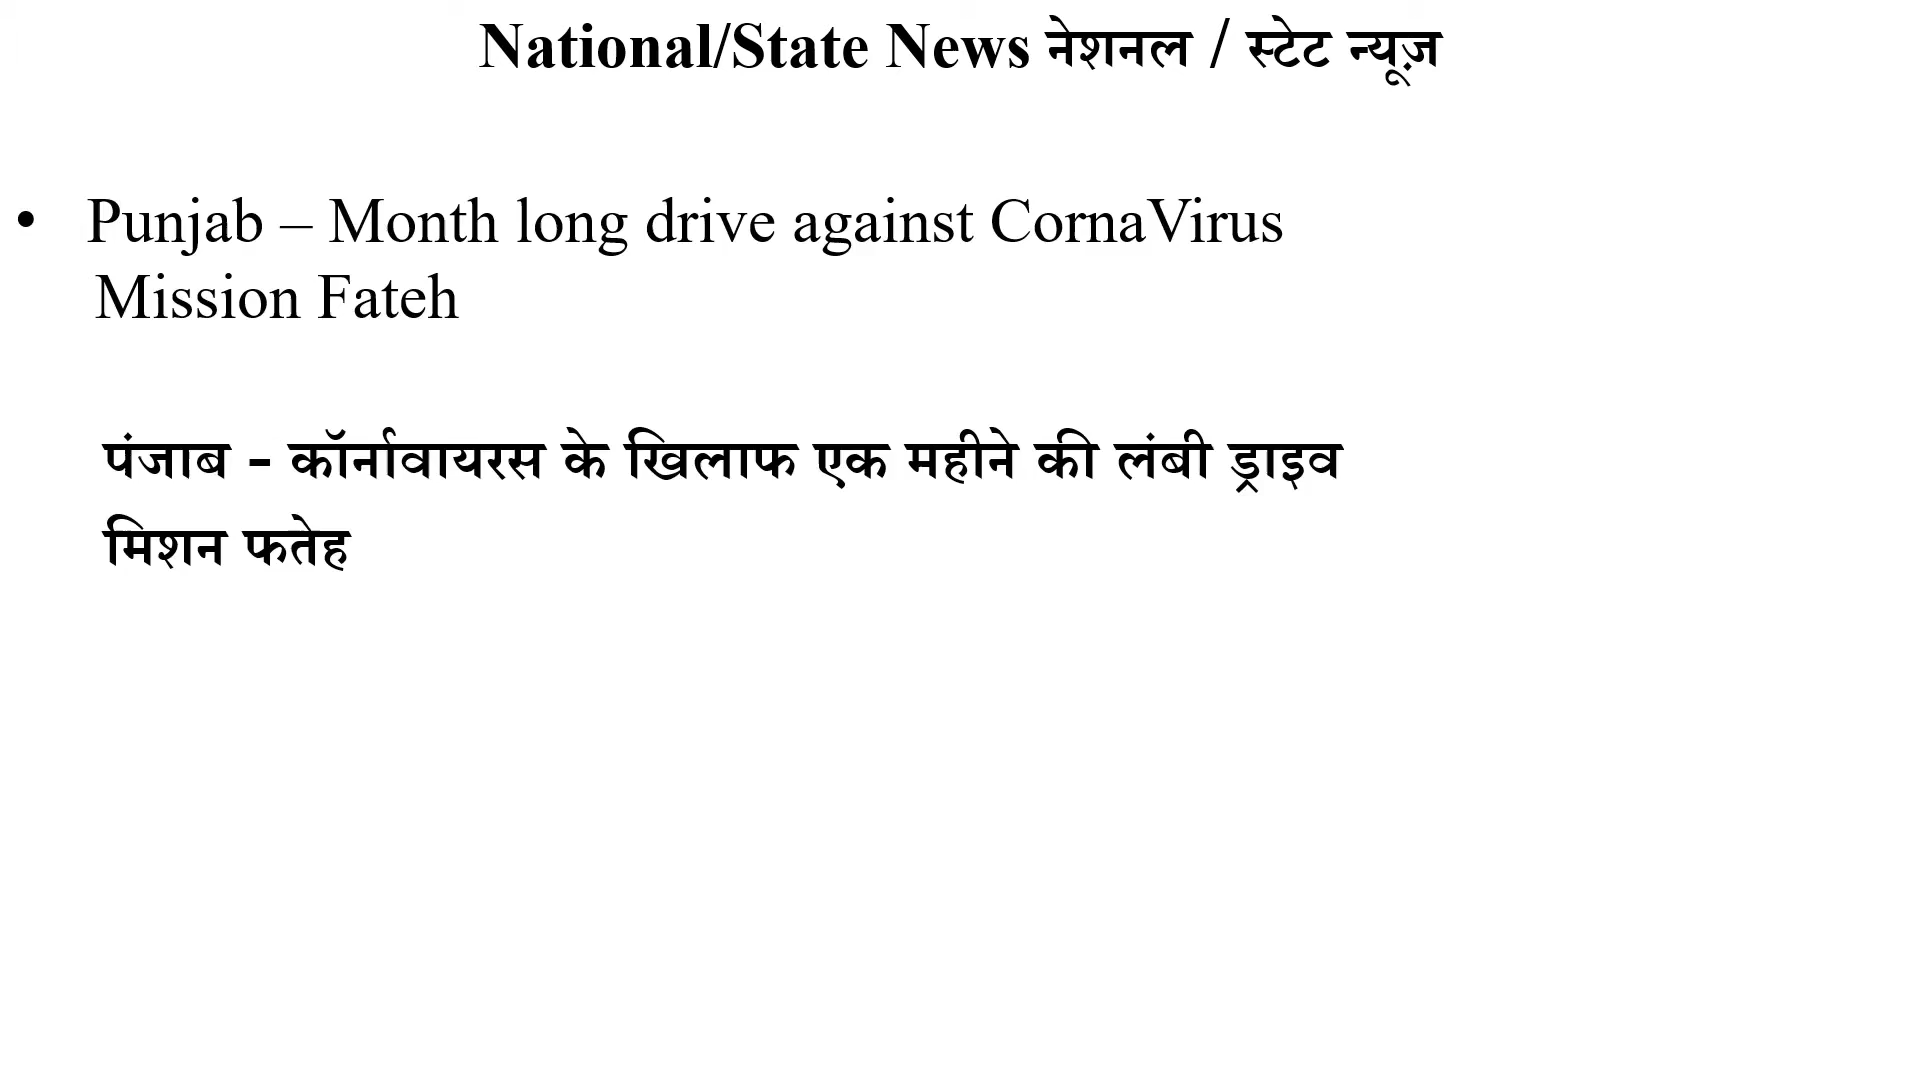 National/State News नेशनल / स्टेट न्यूज़
• Punjab – Month long drive against CornaVirus
Mission Fateh
पंजाब - कॉर्नावायरस के खिलाफ एक महीने की लंबी ड्राइव
मिशन फतेह